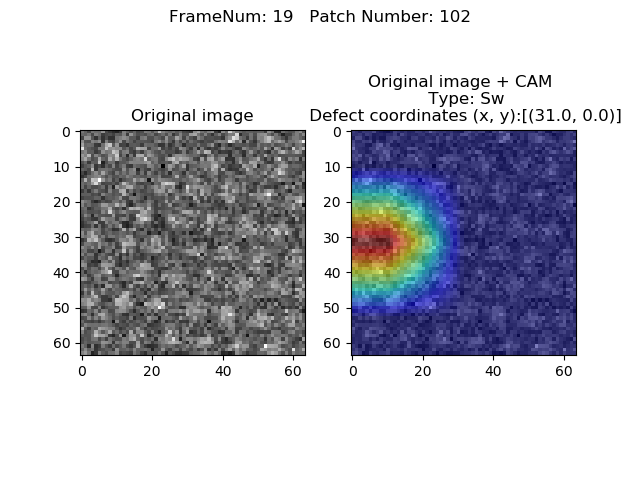 FrameNum: 19   Patch Number: 102
Original image
0
10
20
30
40
50
60
0 20 40 60
Original image + CAM
Type: Sw
Defect coordinates (x, y):[(31.0, 0.0)]
0
10
20
30
40
50
60
0 20 40 60